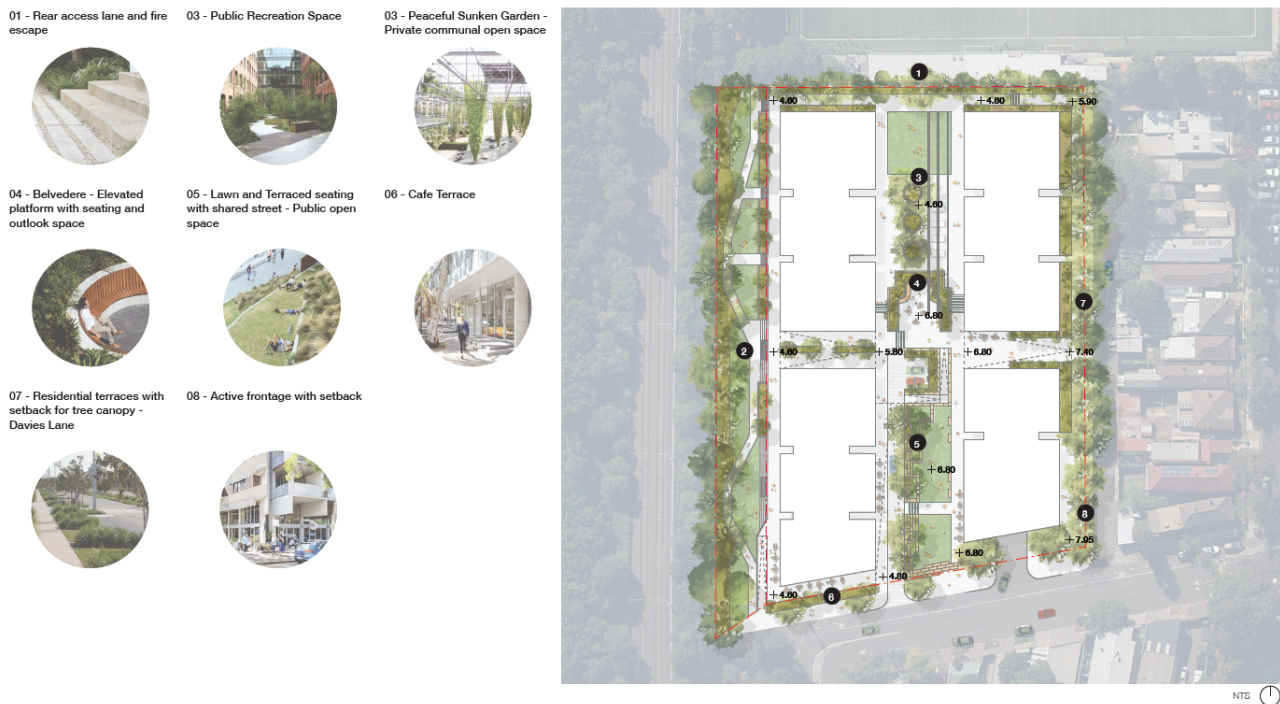 01 - Rear access lane and fire
escape
03 - Public Recreation Space
03 - Peaceful Sunken Garden -
Private communal open space
04 - Belvedere - Elevated
platform with seating and
outlook space
05 - Lawn and Terraced seating
with shared street - Public open
space
06 - Cafe Terrace
07 - Residential terraces with
setback for tree canopy -
Davies Lane
08 - Active frontage with setback
1
4.60
4.60
5.90
3
4.60
4
6.80
7
2
4.60
5.80
6.80
7.40
5
6.80
8
7.95
6.80
4.80
4.60
6
NTS